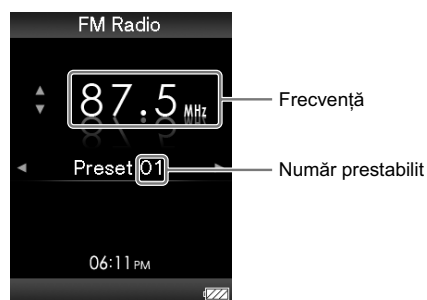 FM Radio
87.5 MHz
Frecvență
Preset 01
Număr prestabilit
06:11 PM